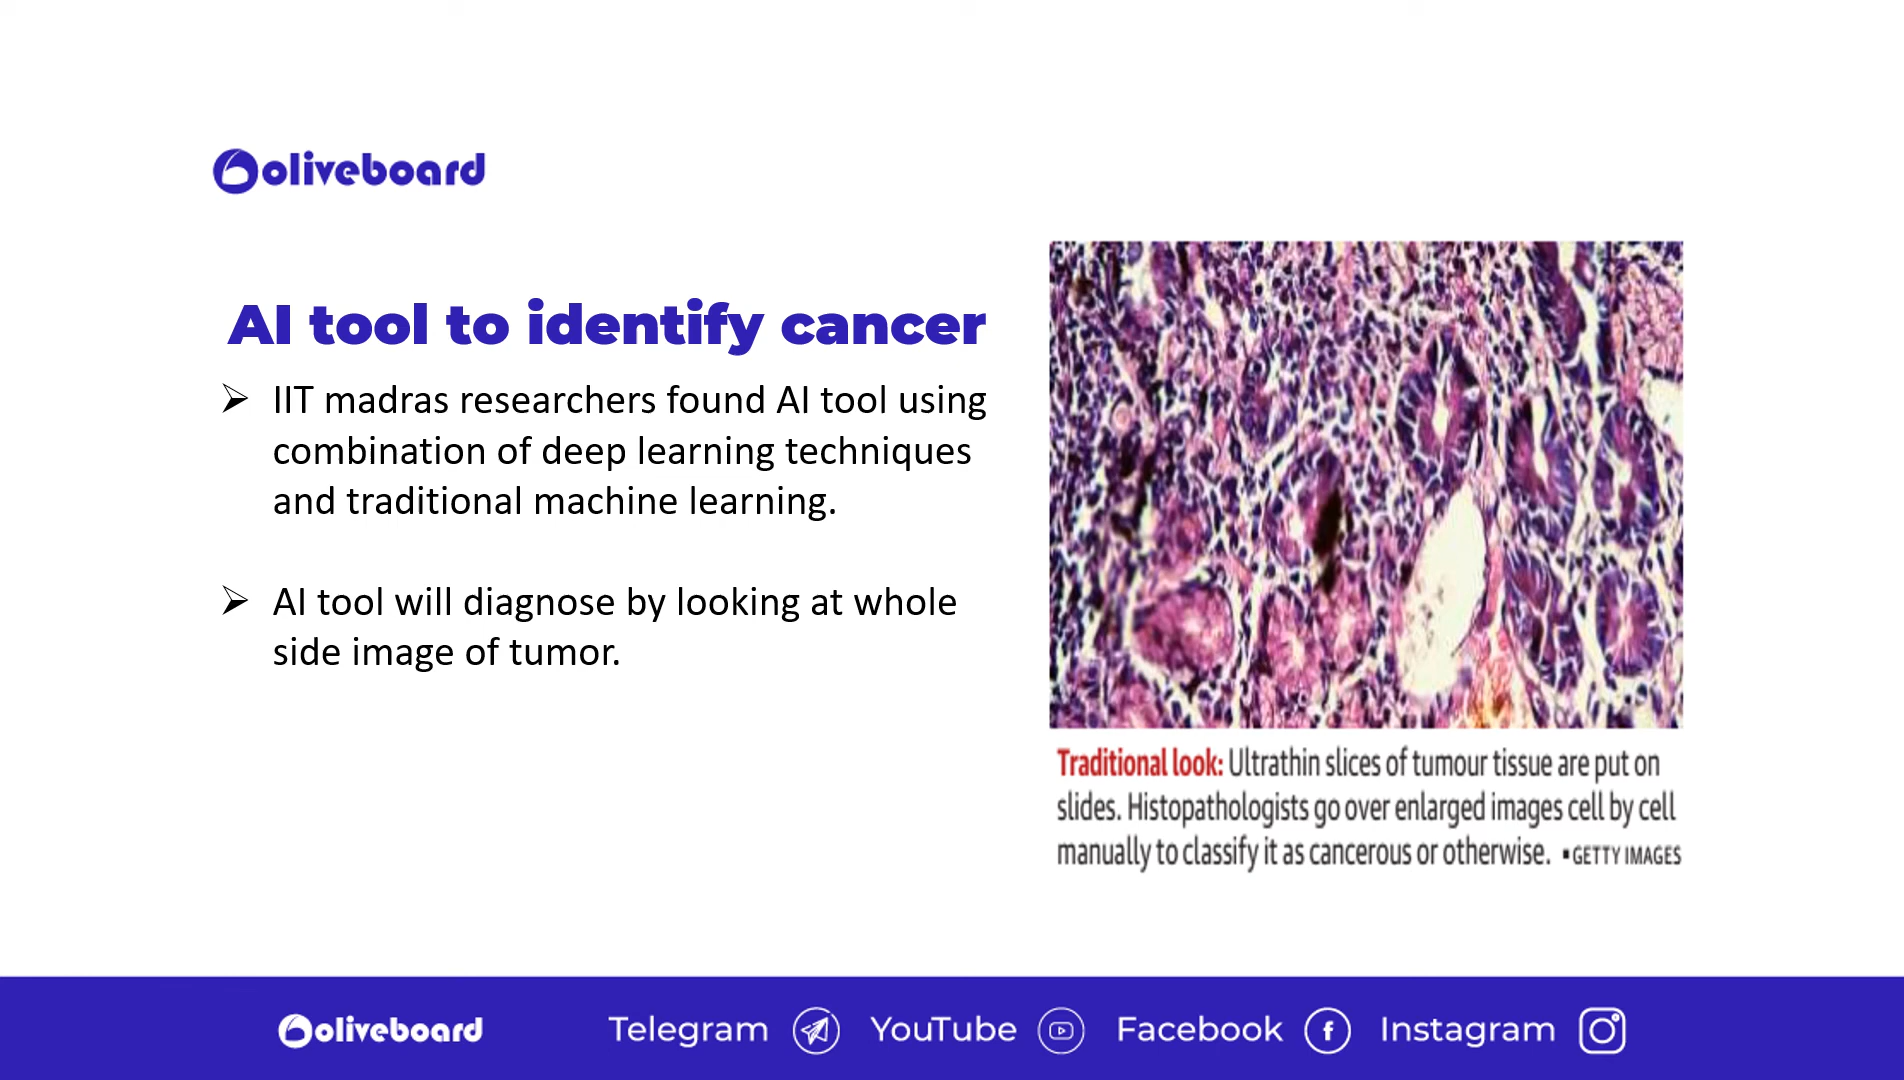 oliveboard
AI tool to identify cancer
➢ IIT madras researchers found AI tool using
combination of deep learning techniques
and traditional machine learning.
➢ AI tool will diagnose by looking at whole
side image of tumor.
Traditional look: Ultrathin slices of tumour tissue are put on
slides. Histopathologists go over enlarged images cell by cell
manually to classify it as cancerous or otherwise. ▪GETTY IMAGES
oliveboard Telegram YouTube Facebook Instagram